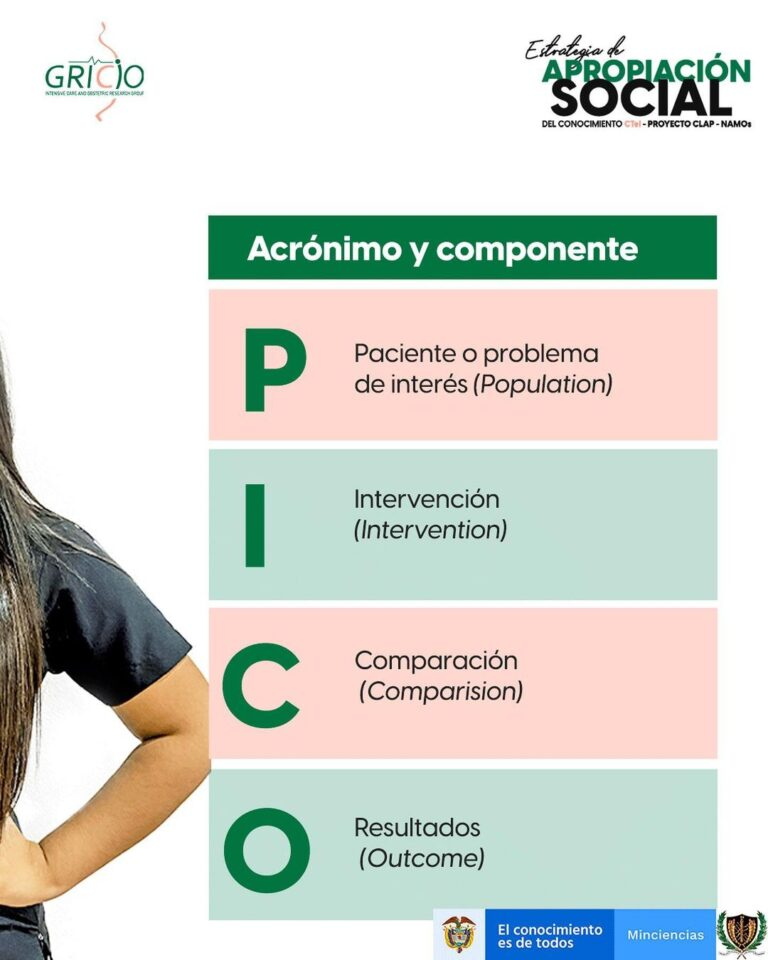 GRICIO
INTENSIVE CARE AND OBSTETRIC RESEARCH GROUP
Estrategia de
APROPIACIÓN
SOCIAL
DEL CONOCIMIENTO CTeI - PROYECTO CLAP - NAMOs
Acrónimo y componente
P
Paciente o problema
de interés (Population)
I
Intervención
(Intervention)
C
Comparación
(Comparision)
O
Resultados
(Outcome)
El conocimiento
es de todos
Minciencias